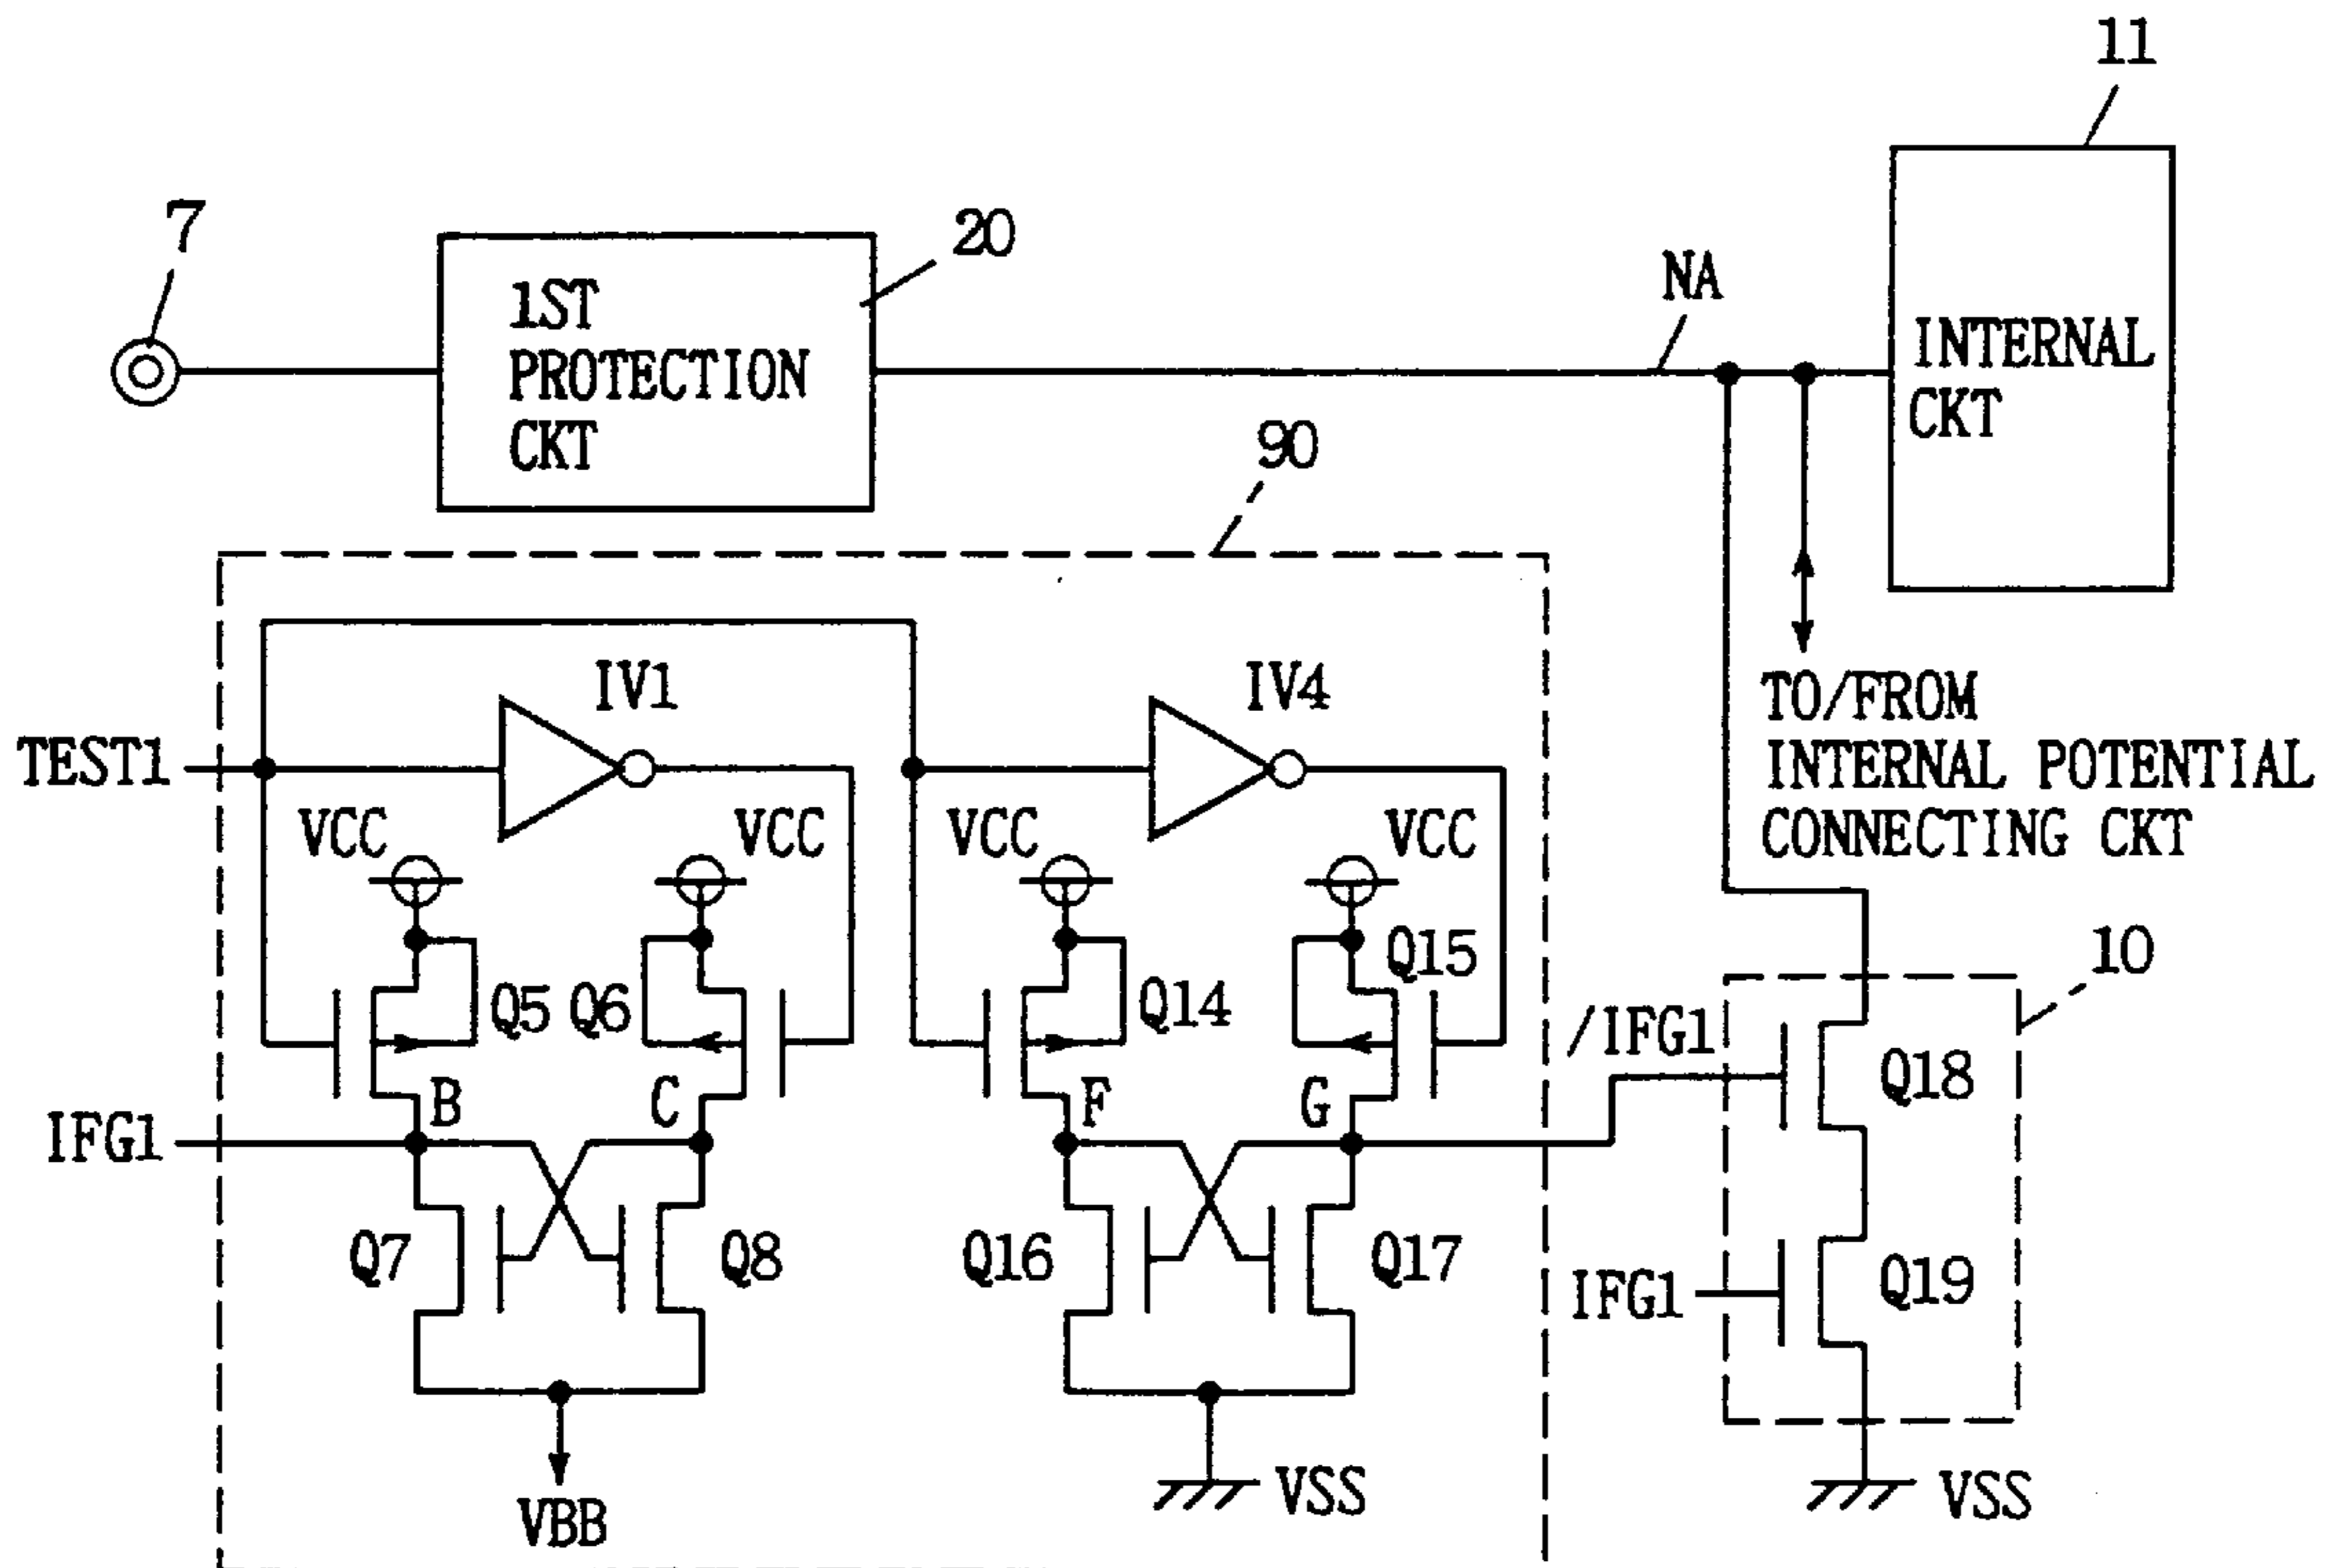 11
7
20
1ST
PROTECTION
CKT
NA
INTERNAL
CKT
90
IV1
IV4
TO/FROM
INTERNAL POTENTIAL
CONNECTING CKT
TEST1
VCC
VCC
VCC
VCC
Q5
Q6
Q14
Q15
10
/IFG1
Q18
B
C
F
G
IFG1
Q7
Q8
Q16
Q17
IFG1
Q19
VBB
VSS
VSS